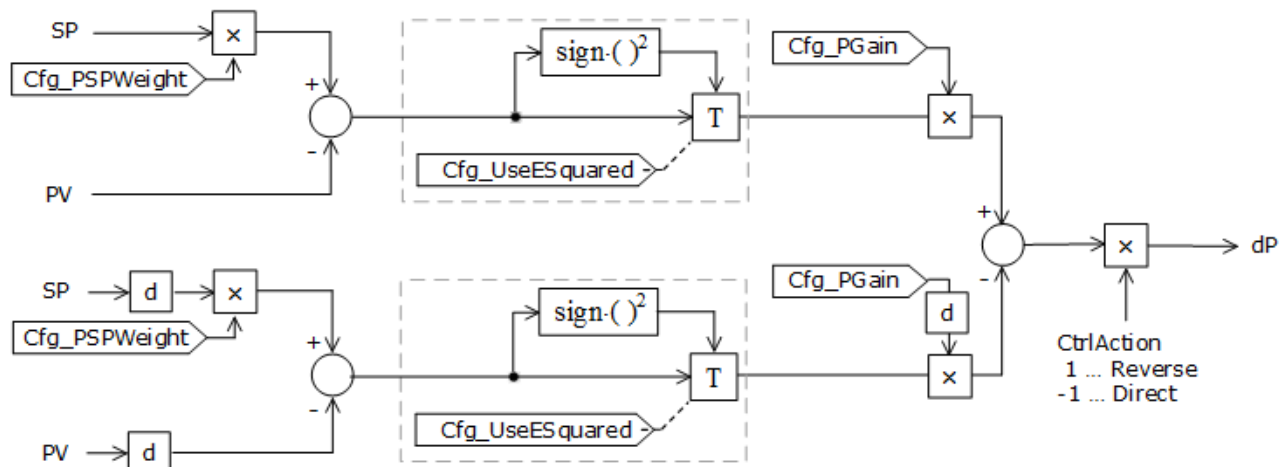 SP
×
Cfg_PSPWeight
+
-
PV
sign·( )²
T
Cfg_UseESquared
Cfg_PGain
×
SP
d
×
Cfg_PSPWeight
+
-
PV
d
sign·( )²
T
Cfg_UseESquared
Cfg_PGain
d
×
+
-
×
dP
CtrlAction
1 ... Reverse
-1 ... Direct